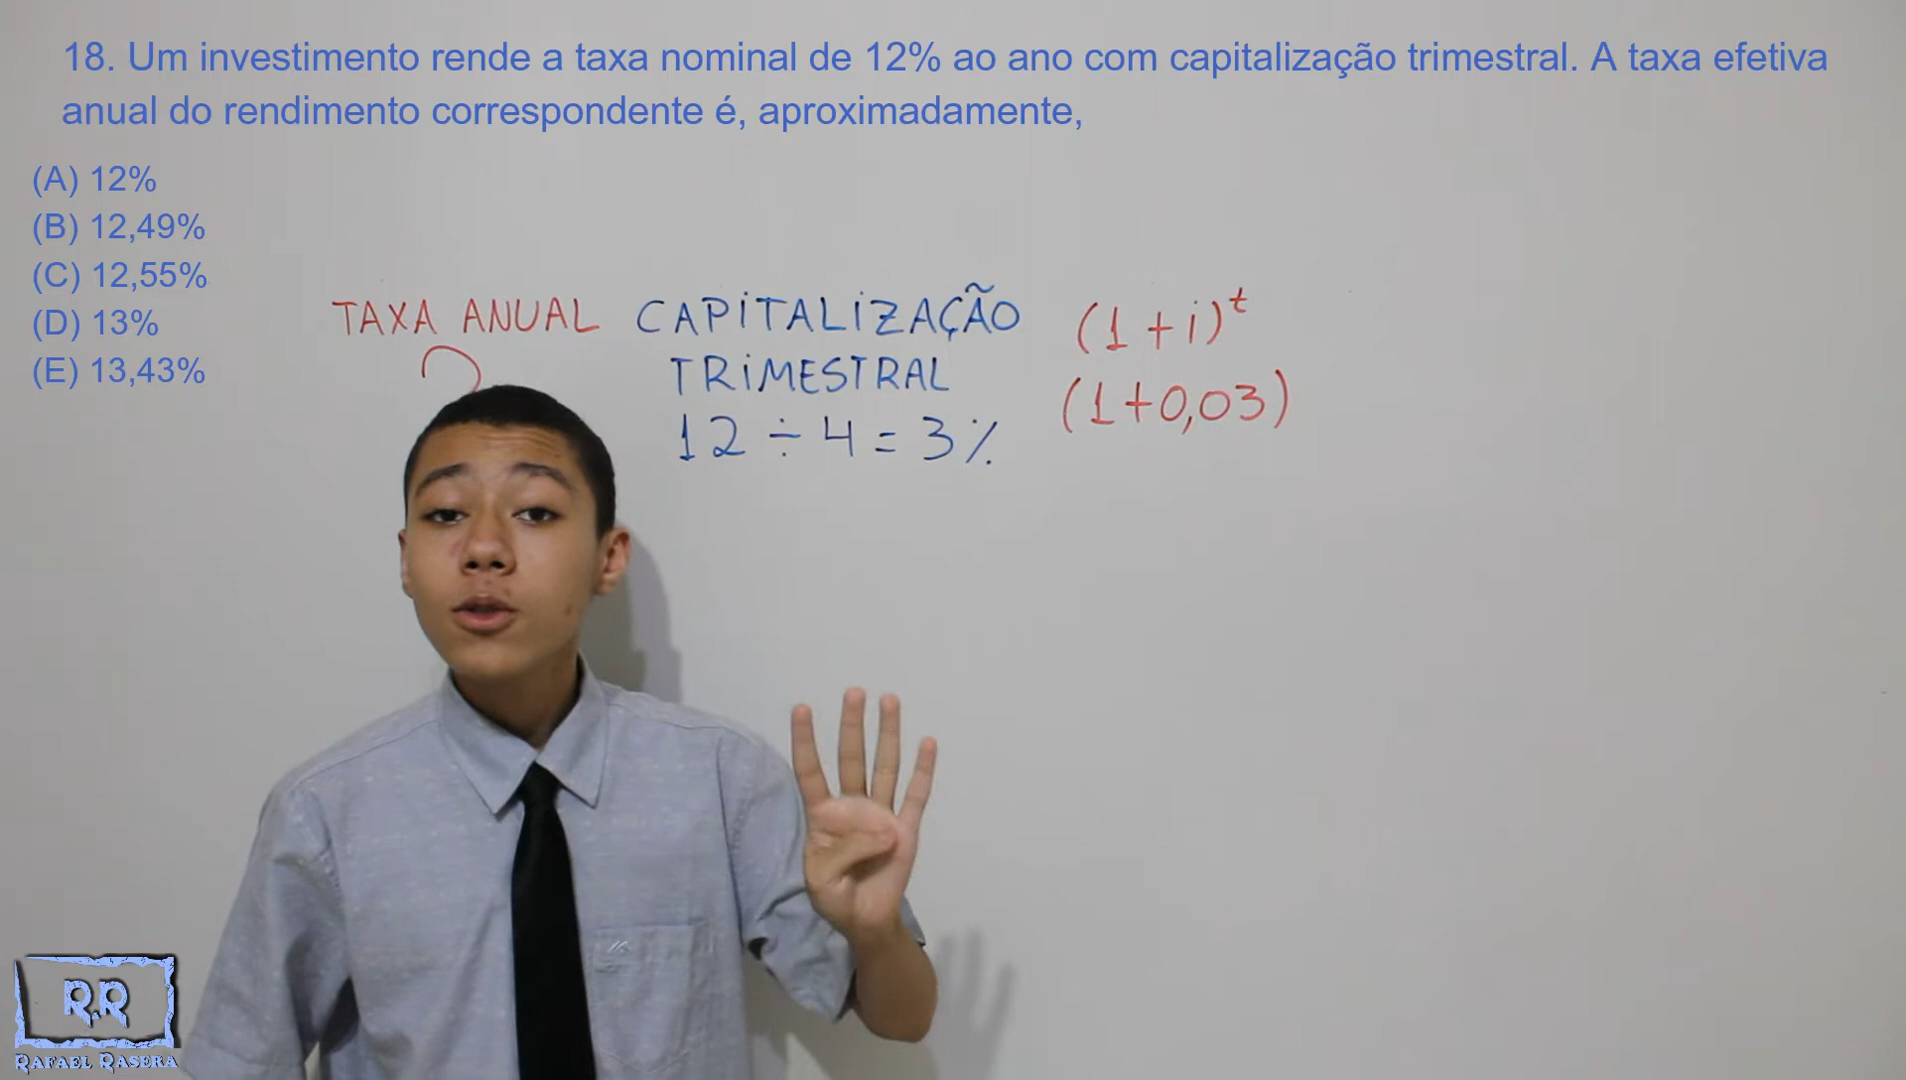 18. Um investimento rende a taxa nominal de 12% ao ano com capitalização trimestral. A taxa efetiva
anual do rendimento correspondente é, aproximadamente,
(A) 12%
(B) 12,49%
(C) 12,55%
(D) 13%
(E) 13,43%
TAXA ANUAL
?
CAPITALIZAÇÃO
TRIMESTRAL
12 ÷ 4 = 3%
(1 + i)^t
(1+0,03)
R.R
RAFAEL RASERA